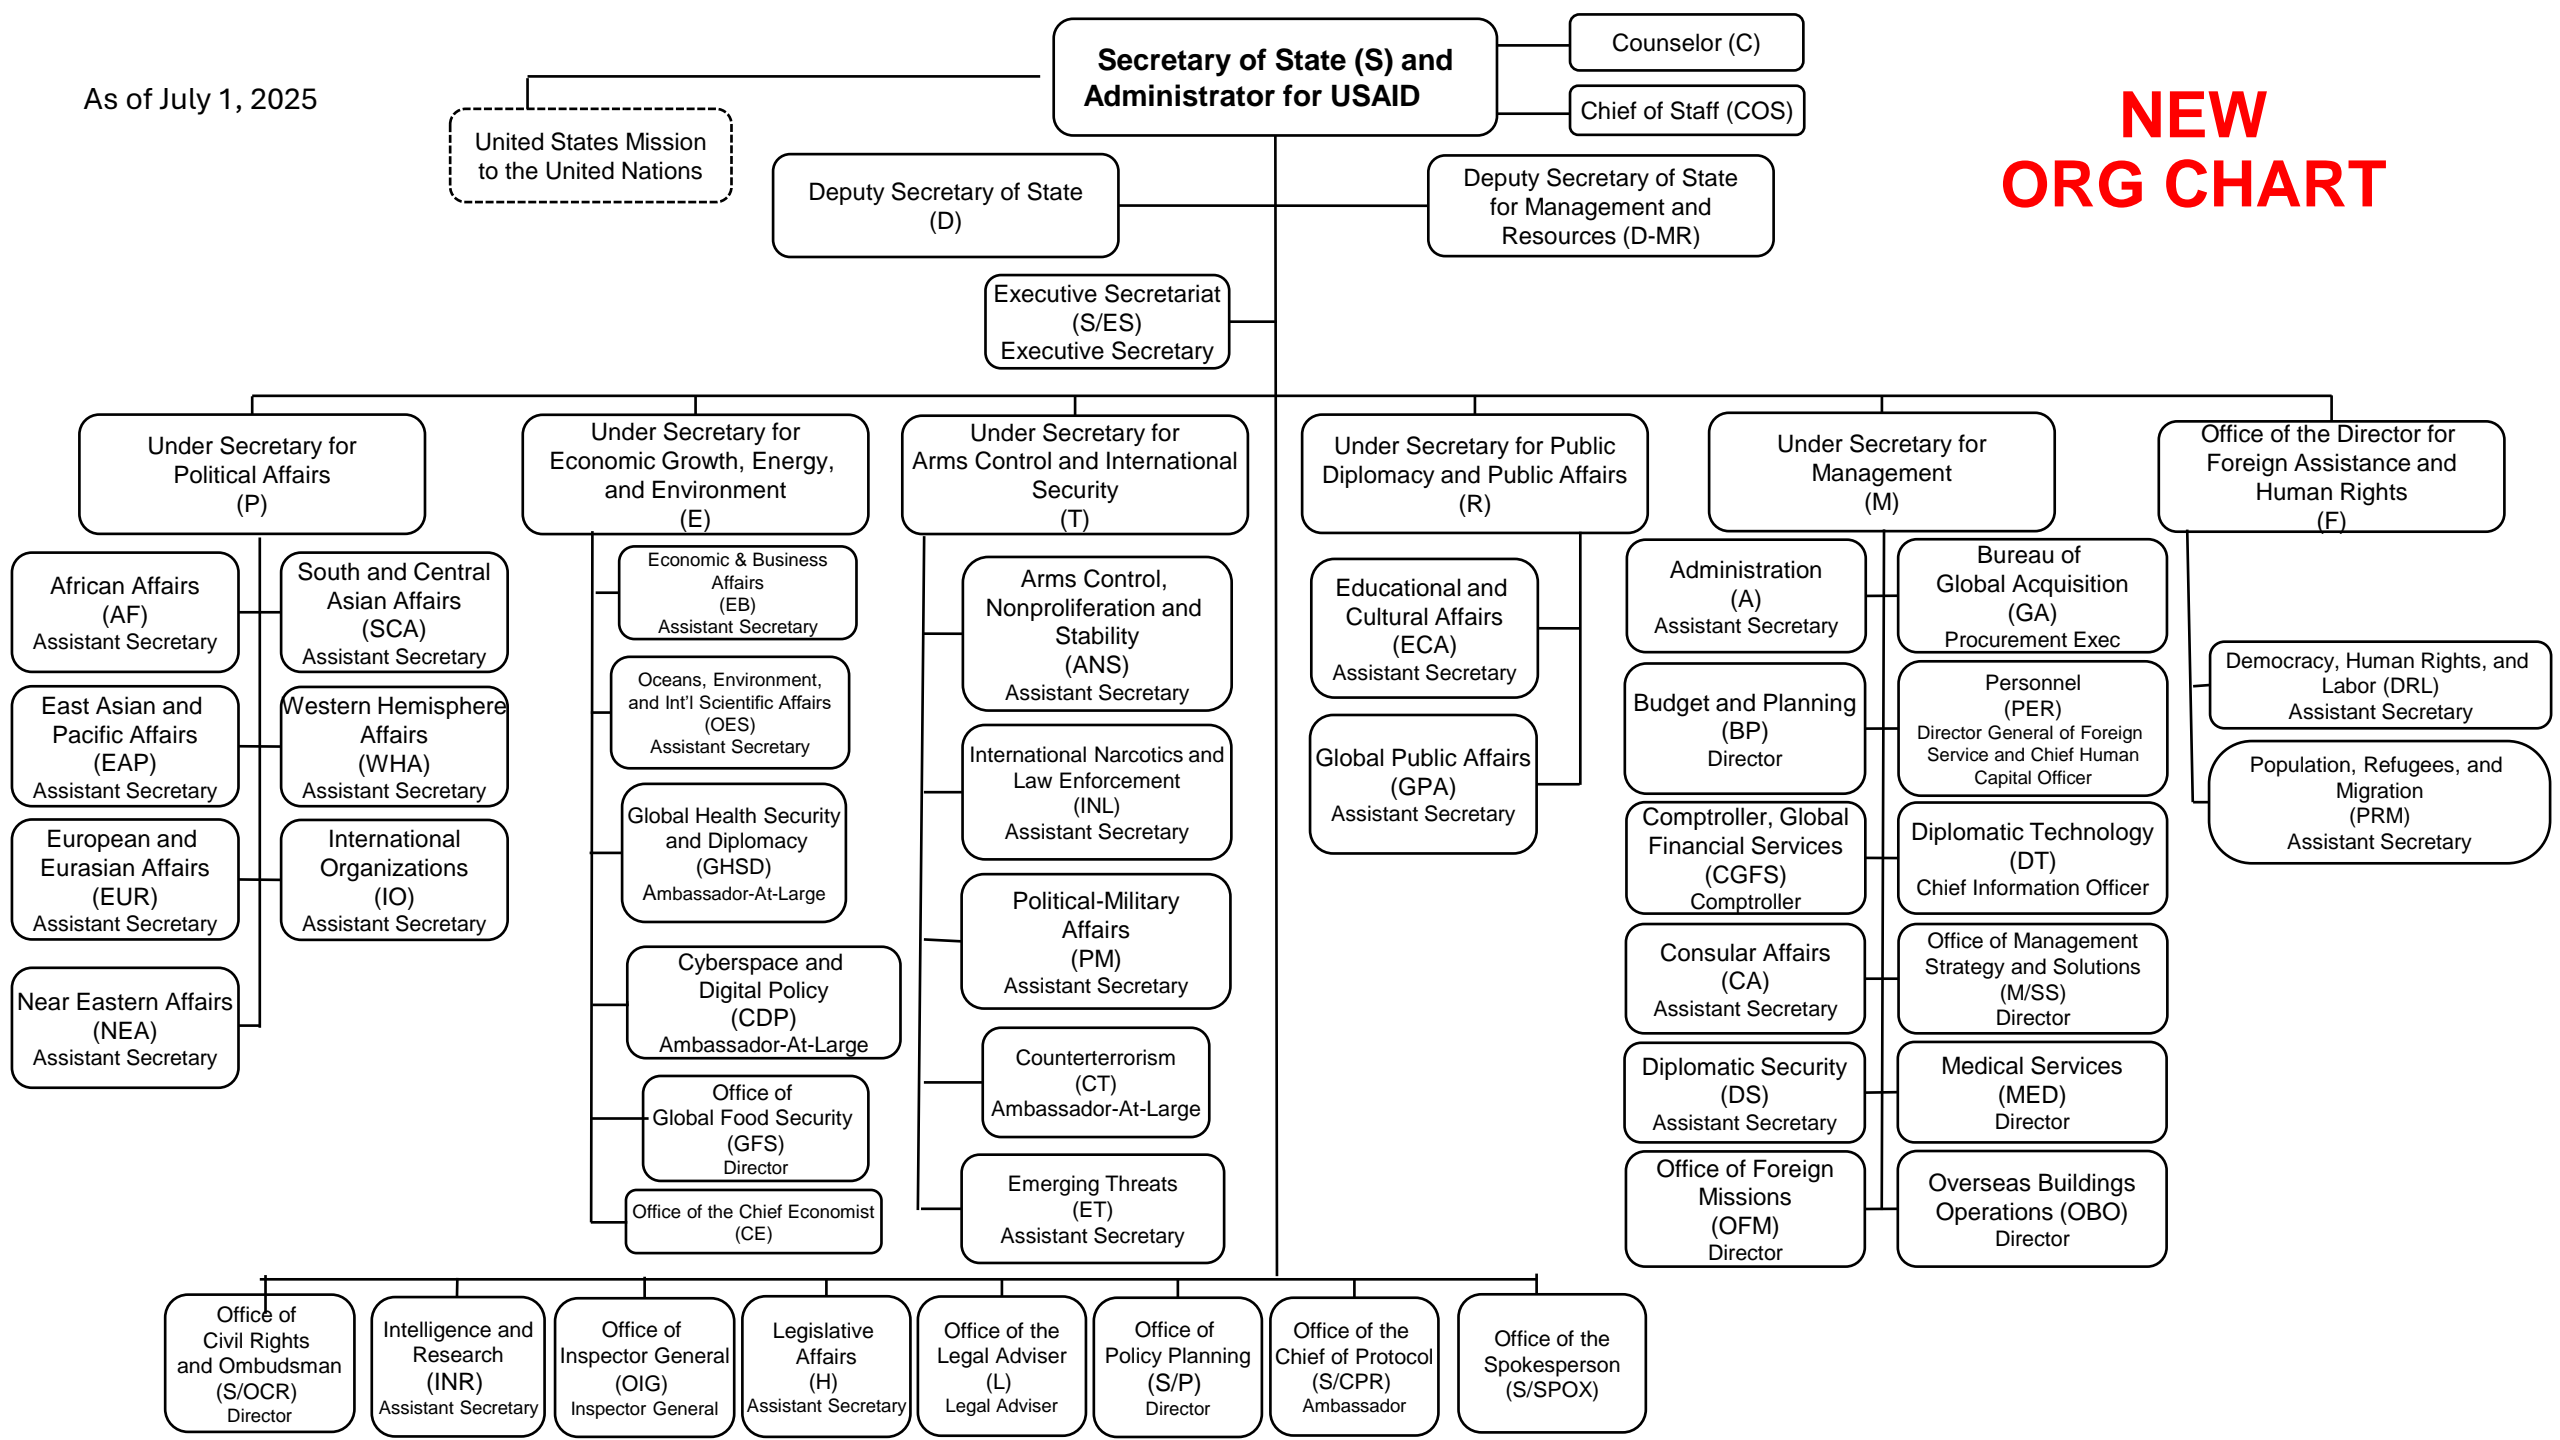 As of July 1, 2025
Secretary of State (S) and
Administrator for USAID
Counselor (C)
Chief of Staff (COS)
NEW
ORG CHART
United States Mission
to the United Nations
Deputy Secretary of State
(D)
Deputy Secretary of State
for Management and
Resources (D-MR)
Executive Secretariat
(S/ES)
Executive Secretary
Under Secretary for
Political Affairs
(P)
Under Secretary for
Economic Growth, Energy,
and Environment
(E)
Under Secretary for
Arms Control and International
Security
(T)
Under Secretary for Public
Diplomacy and Public Affairs
(R)
Under Secretary for
Management
(M)
Office of the Director for
Foreign Assistance and
Human Rights
(F)
African Affairs
(AF)
Assistant Secretary
South and Central
Asian Affairs
(SCA)
Assistant Secretary
East Asian and
Pacific Affairs
(EAP)
Assistant Secretary
Western Hemisphere
Affairs
(WHA)
Assistant Secretary
European and
Eurasian Affairs
(EUR)
Assistant Secretary
International
Organizations
(IO)
Assistant Secretary
Near Eastern Affairs
(NEA)
Assistant Secretary
Economic & Business
Affairs
(EB)
Assistant Secretary
Oceans, Environment,
and Int'l Scientific Affairs
(OES)
Assistant Secretary
Global Health Security
and Diplomacy
(GHSD)
Ambassador-At-Large
Cyberspace and
Digital Policy
(CDP)
Ambassador-At-Large
Office of
Global Food Security
(GFS)
Director
Office of the Chief Economist
(CE)
Arms Control,
Nonproliferation and
Stability
(ANS)
Assistant Secretary
International Narcotics and
Law Enforcement
(INL)
Assistant Secretary
Political-Military
Affairs
(PM)
Assistant Secretary
Counterterrorism
(CT)
Ambassador-At-Large
Emerging Threats
(ET)
Assistant Secretary
Educational and
Cultural Affairs
(ECA)
Assistant Secretary
Global Public Affairs
(GPA)
Assistant Secretary
Administration
(A)
Assistant Secretary
Bureau of
Global Acquisition
(GA)
Procurement Exec
Budget and Planning
(BP)
Director
Personnel
(PER)
Director General of Foreign
Service and Chief Human
Capital Officer
Comptroller, Global
Financial Services
(CGFS)
Comptroller
Diplomatic Technology
(DT)
Chief Information Officer
Consular Affairs
(CA)
Assistant Secretary
Office of Management
Strategy and Solutions
(M/SS)
Director
Diplomatic Security
(DS)
Assistant Secretary
Medical Services
(MED)
Director
Office of Foreign
Missions
(OFM)
Director
Overseas Buildings
Operations (OBO)
Director
Democracy, Human Rights, and
Labor (DRL)
Assistant Secretary
Population, Refugees, and
Migration
(PRM)
Assistant Secretary
Office of
Civil Rights
and Ombudsman
(S/OCR)
Director
Intelligence and
Research
(INR)
Assistant Secretary
Office of
Inspector General
(OIG)
Inspector General
Legislative
Affairs
(H)
Assistant Secretary
Office of the
Legal Adviser
(L)
Legal Adviser
Office of
Policy Planning
(S/P)
Director
Office of the
Chief of Protocol
(S/CPR)
Ambassador
Office of the
Spokesperson
(S/SPOX)